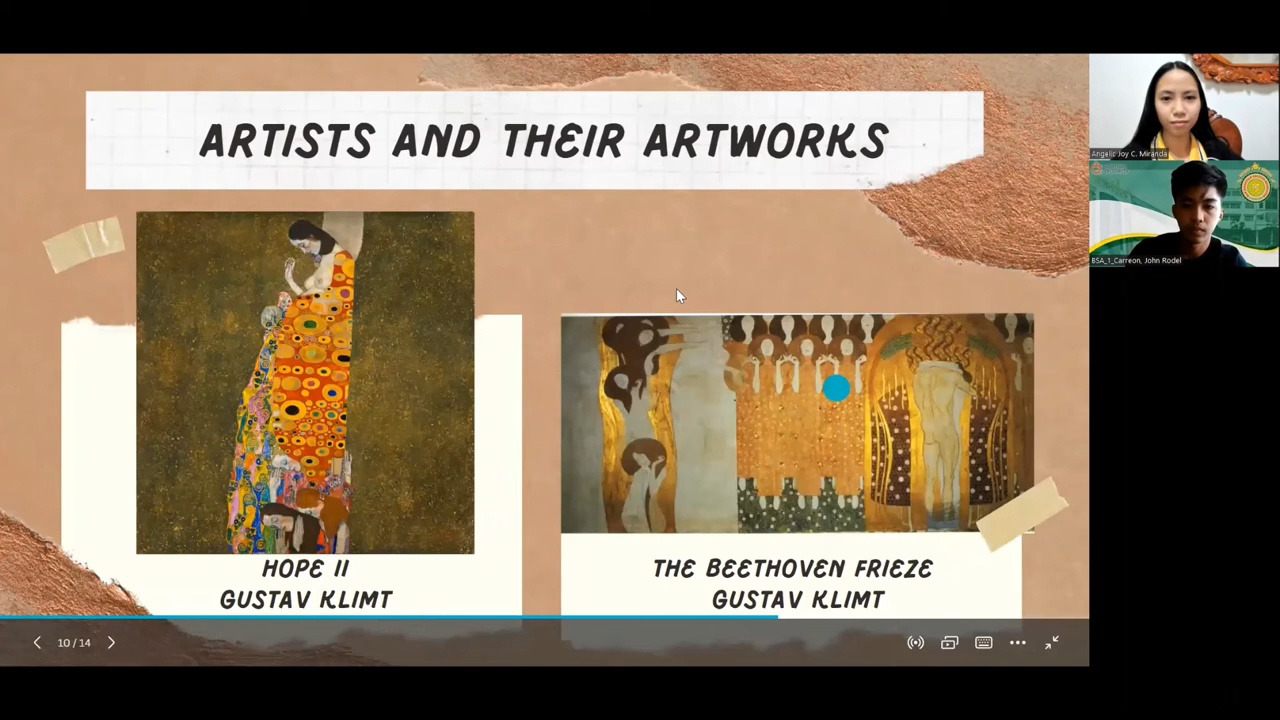 ARTISTS AND THEIR ARTWORKS
Angelic Joy C. Miranda
BSA_1_Carreon, John Rodel
HOPE II
GUSTAV KLIMT
THE BEETHOVEN FRIEZE
GUSTAV KLIMT
10 / 14